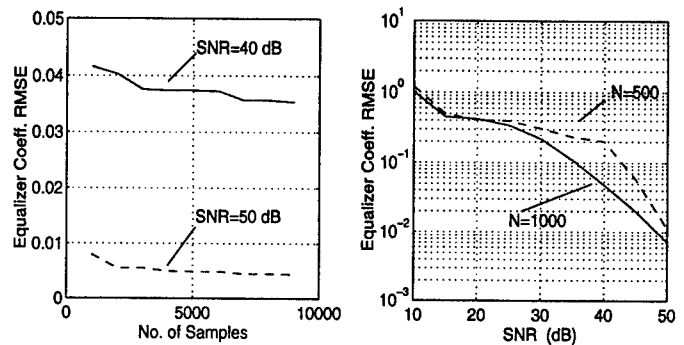 Equalizer Coeff. RMSE
0.05
0.04
0.03
0.02
0.01
0
SNR=40 dB
SNR=50 dB
0
5000
10000
No. of Samples
Equalizer Coeff. RMSE
10^1
10^0
10^-1
10^-2
10^-3
N=500
N=1000
10
20
30
40
50
SNR (dB)